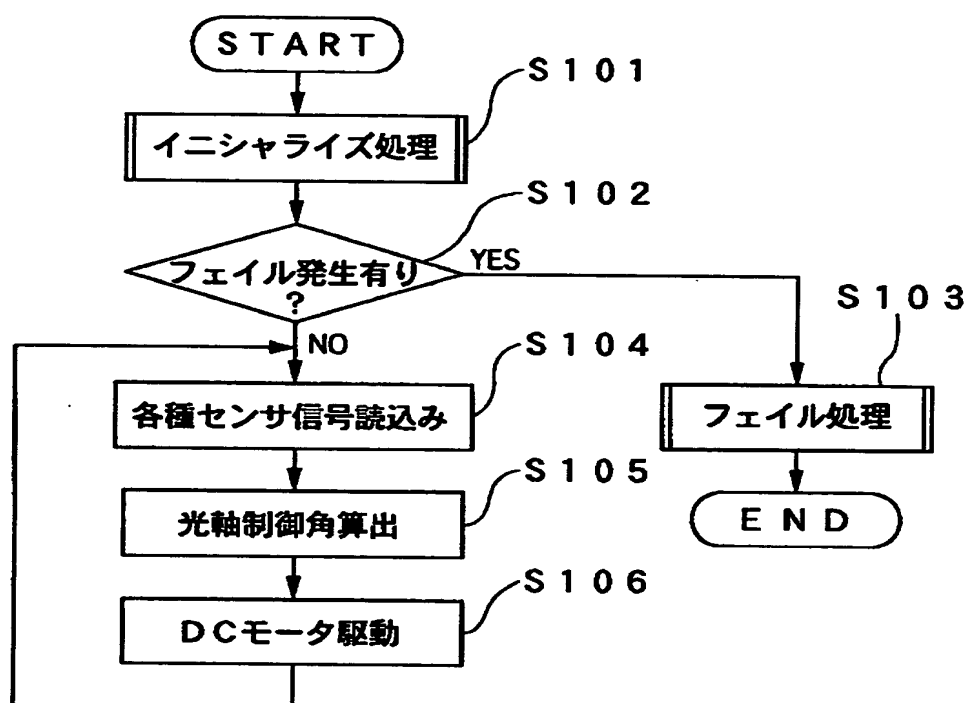 START
S101
イニシャライズ処理
S102
フェイル発生有り
?
YES
NO
S103
S104
各種センサ信号読込み
フェイル処理
S105
光軸制御角算出
END
S106
DCモータ駆動